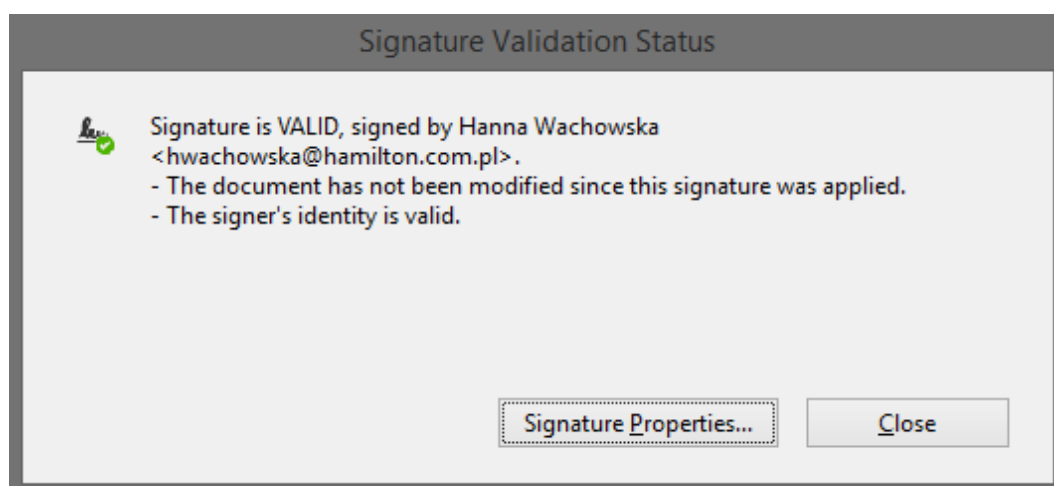 Signature Validation Status
Signature is VALID, signed by Hanna Wachowska
<hwachowska@hamilton.com.pl>.
- The document has not been modified since this signature was applied.
- The signer's identity is valid.
Signature Properties... Close